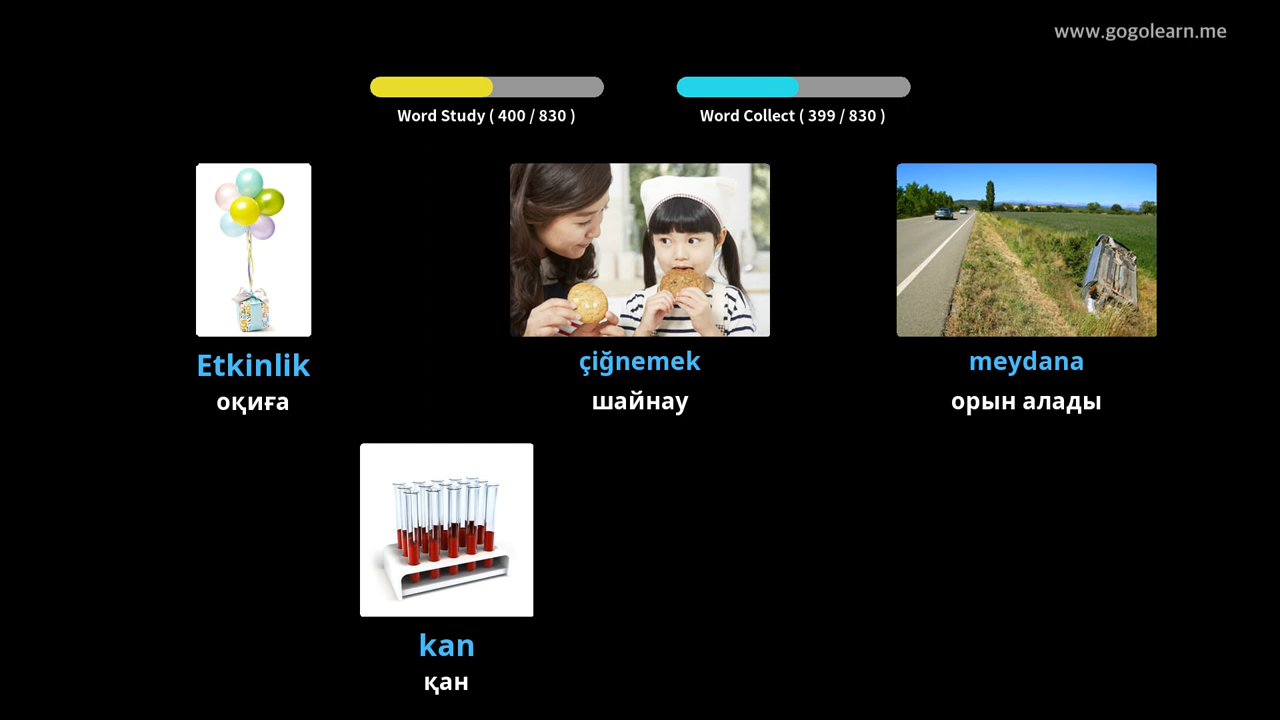 www.gogolearn.me
Word Study ( 400 / 830 )
Word Collect ( 399 / 830 )
Etkinlik
оқиға
çiğnemek
шайнау
meydana
орын алады
kan
қан